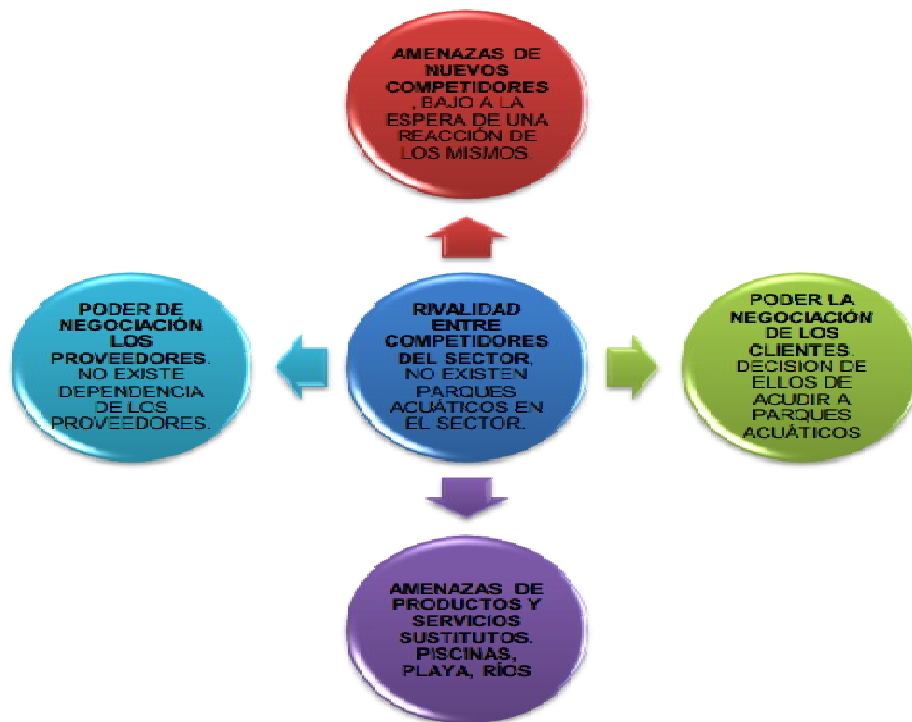 AMENAZAS DE
NUEVOS
COMPETIDORES
, BAJO A LA
ESPERA DE UNA
REACCIÓN DE
LOS MISMOS.
PODER DE
NEGOCIACIÓN
LOS
PROVEEDORES.
NO EXISTE
DEPENDENCIA
DE LOS
PROVEEDORES.
RIVALIDAD
ENTRE
COMPETIDORES
DEL SECTOR,
NO EXISTEN
PARQUES
ACUÁTICOS EN
EL SECTOR.
PODER LA
NEGOCIACIÓN
DE LOS
CLIENTES.
DECISION DE
ELLOS DE
ACUDIR A
PARQUES
ACUÁTICOS
AMENAZAS DE
PRODUCTOS Y
SERVICIOS
SUSTITUTOS.
PISCINAS,
PLAYA, RÍOS